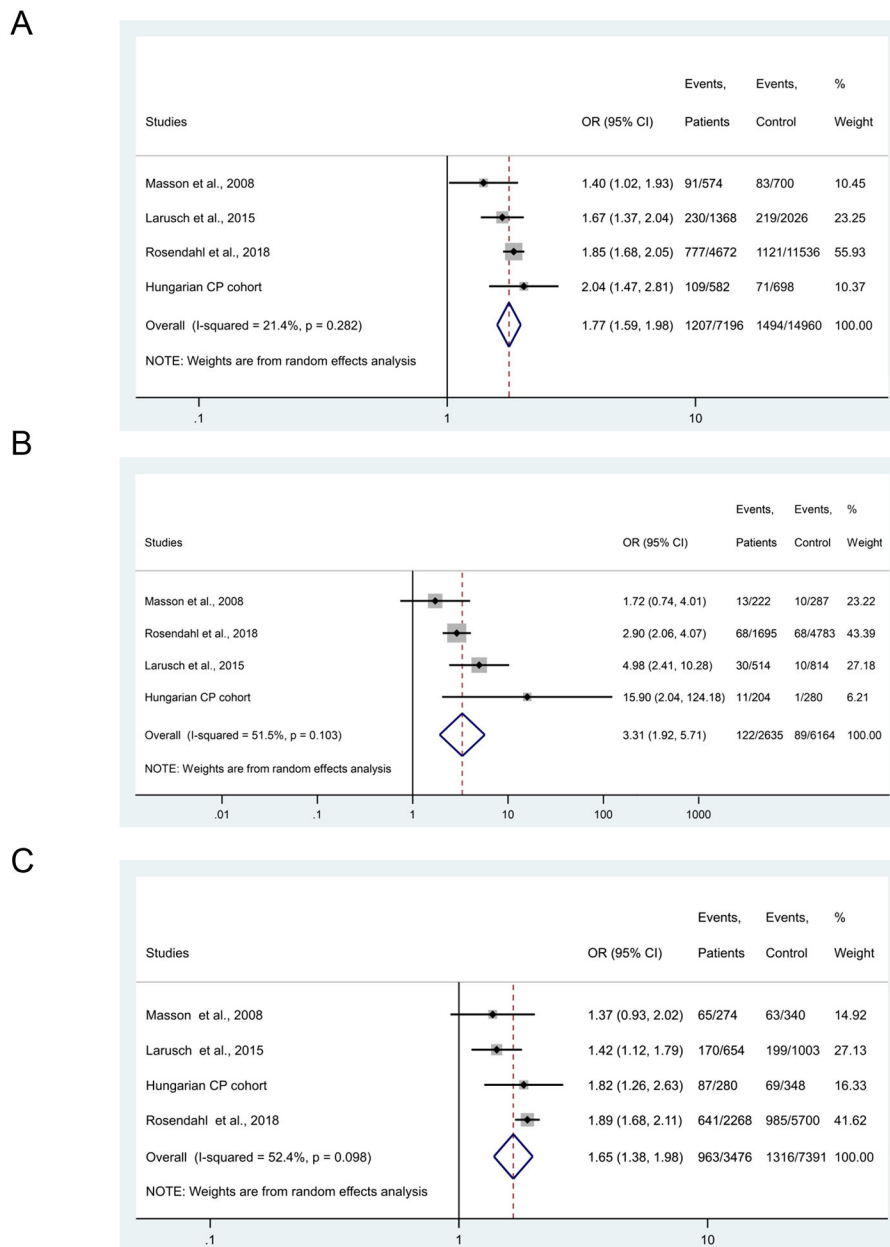 A
Events, Events, %
Studies OR (95% CI) Patients Control Weight
Masson et al., 2008 1.40 (1.02, 1.93) 91/574 83/700 10.45
Larusch et al., 2015 1.67 (1.37, 2.04) 230/1368 219/2026 23.25
Rosendahl et al., 2018 1.85 (1.68, 2.05) 777/4672 1121/11536 55.93
Hungarian CP cohort 2.04 (1.47, 2.81) 109/582 71/698 10.37
Overall (I-squared = 21.4%, p = 0.282) 1.77 (1.59, 1.98) 1207/7196 1494/14960 100.00
NOTE: Weights are from random effects analysis
.1 1 10
B
Events, Events, %
Studies OR (95% CI) Patients Control Weight
Masson et al., 2008 1.72 (0.74, 4.01) 13/222 10/287 23.22
Rosendahl et al., 2018 2.90 (2.06, 4.07) 68/1695 68/4783 43.39
Larusch et al., 2015 4.98 (2.41, 10.28) 30/514 10/814 27.18
Hungarian CP cohort 15.90 (2.04, 124.18) 11/204 1/280 6.21
Overall (I-squared = 51.5%, p = 0.103) 3.31 (1.92, 5.71) 122/2635 89/6164 100.00
NOTE: Weights are from random effects analysis
.01 .1 1 10 100 1000
C
Events, Events, %
Studies OR (95% CI) Patients Control Weight
Masson et al., 2008 1.37 (0.93, 2.02) 65/274 63/340 14.92
Larusch et al., 2015 1.42 (1.12, 1.79) 170/654 199/1003 27.13
Hungarian CP cohort 1.82 (1.26, 2.63) 87/280 69/348 16.33
Rosendahl et al., 2018 1.89 (1.68, 2.11) 641/2268 985/5700 41.62
Overall (I-squared = 52.4%, p = 0.098) 1.65 (1.38, 1.98) 963/3476 1316/7391 100.00
NOTE: Weights are from random effects analysis
.1 1 10